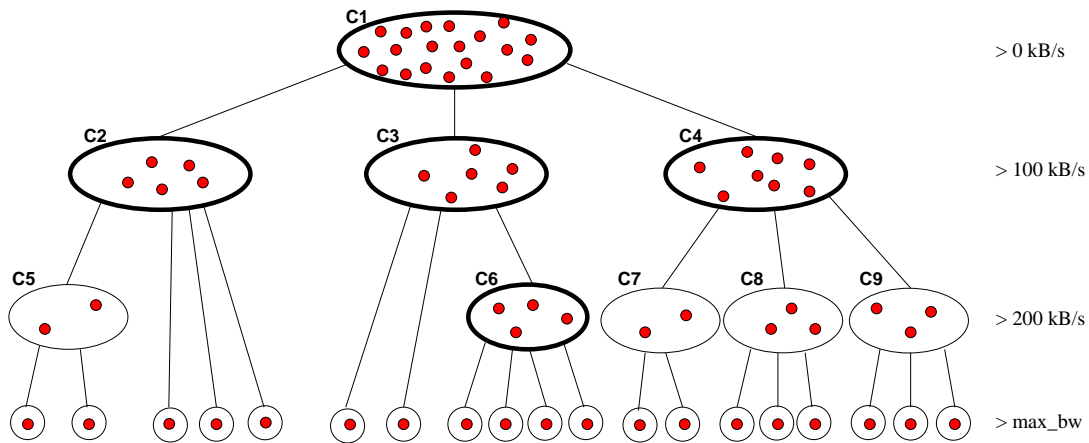 C1
> 0 kB/s
C2
C3
C4
> 100 kB/s
C5
C6
C7
C8
C9
> 200 kB/s
> max_bw